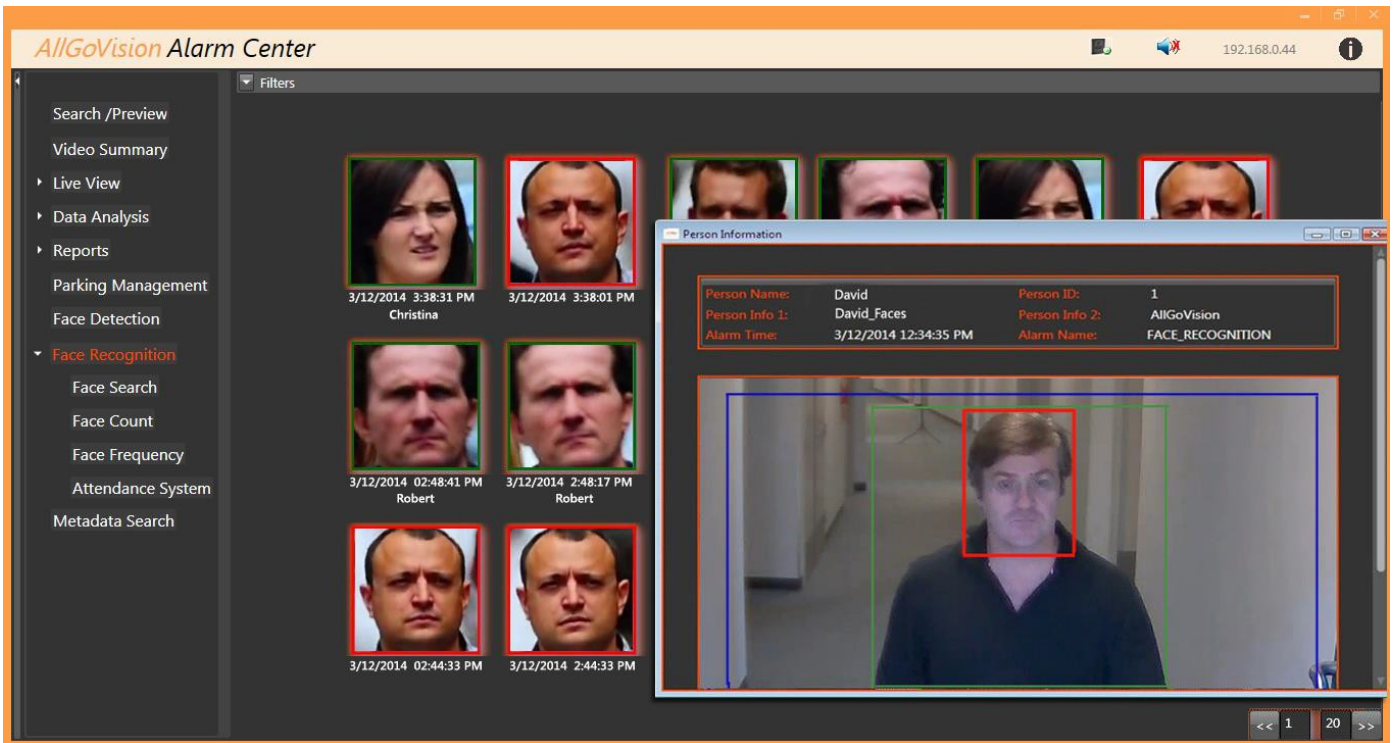 AllGoVision Alarm Center
192.168.0.44
Filters
Search /Preview
Video Summary
Live View
Data Analysis
Reports
Parking Management
Face Detection
Face Recognition
Face Search
Face Count
Face Frequency
Attendance System
Metadata Search
3/12/2014 3:38:31 PM
Christina
3/12/2014 3:38:01 PM
3/12/2014 02:48:41 PM
Robert
3/12/2014 2:48:17 PM
Robert
3/12/2014 02:44:33 PM
3/12/2014 2:44:33 PM
Person Information
Person Name: David Person ID: 1
Person Info 1: David_Faces Person Info 2: AllGoVision
Alarm Time: 3/12/2014 12:34:35 PM Alarm Name: FACE_RECOGNITION
<< 1 20 >>